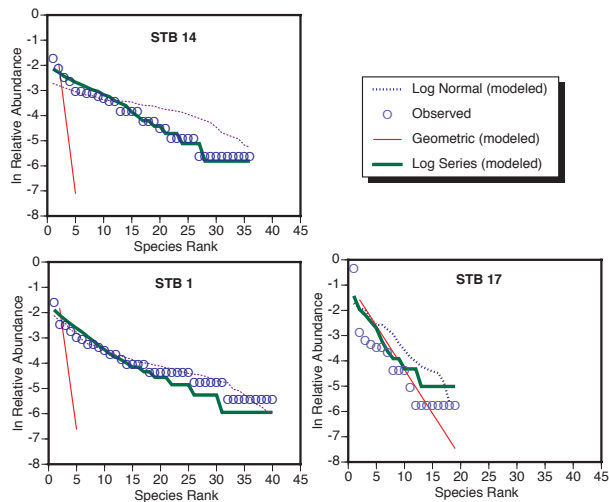 STB 14
ln Relative Abundance
0
-1
-2
-3
-4
-5
-6
-7
-8
0 5 10 15 20 25 30 35 40 45
Species Rank
Log Normal (modeled)
Observed
Geometric (modeled)
Log Series (modeled)
STB 1
ln Relative Abundance
0
-1
-2
-3
-4
-5
-6
-7
-8
0 5 10 15 20 25 30 35 40 45
Species Rank
STB 17
ln Relative Abundance
0
-1
-2
-3
-4
-5
-6
-7
-8
0 5 10 15 20 25 30 35 40 45
Species Rank